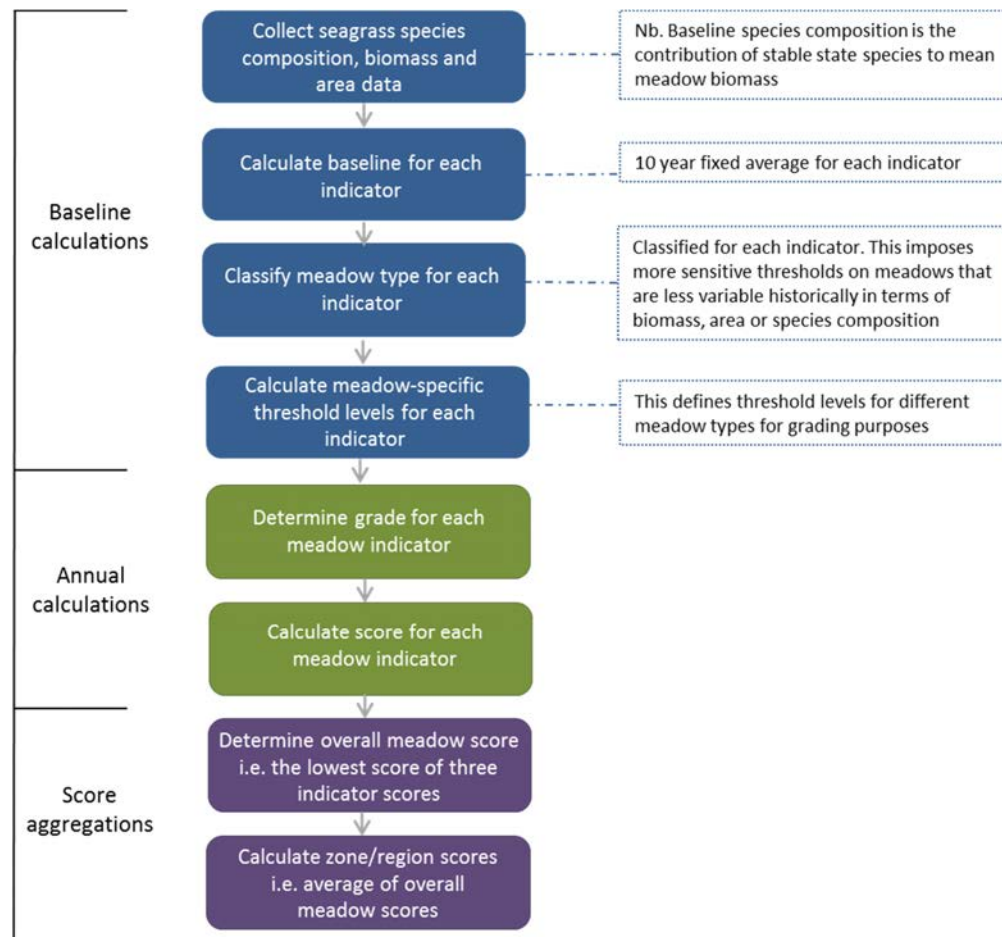 Baseline
calculations
Collect seagrass species
composition, biomass and
area data
Nb. Baseline species composition is the
contribution of stable state species to mean
meadow biomass
Calculate baseline for each
indicator
10 year fixed average for each indicator
Classify meadow type for each
indicator
Classified for each indicator. This imposes
more sensitive thresholds on meadows that
are less variable historically in terms of
biomass, area or species composition
Calculate meadow-specific
threshold levels for each
indicator
This defines threshold levels for different
meadow types for grading purposes
Annual
calculations
Determine grade for each
meadow indicator
Calculate score for each
meadow indicator
Score
aggregations
Determine overall meadow score
i.e. the lowest score of three
indicator scores
Calculate zone/region scores
i.e. average of overall
meadow scores